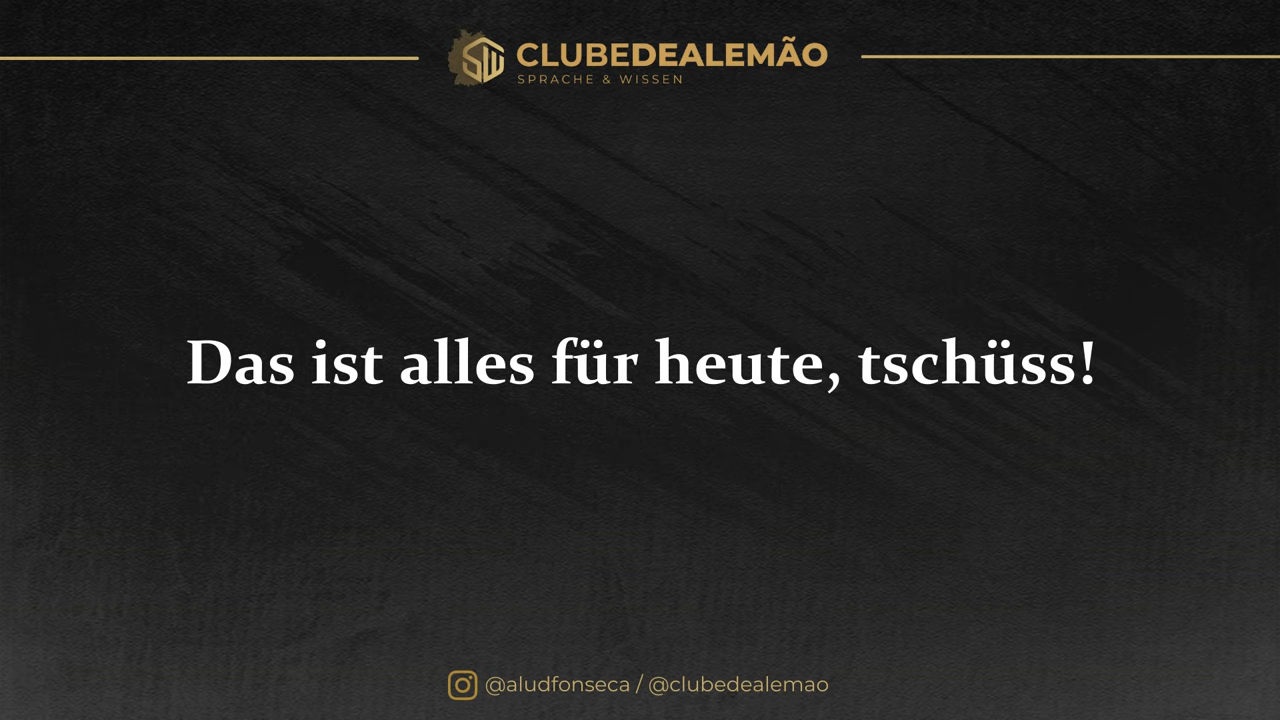 CLUBEDEALEMÃO
SPRACHE & WISSEN
Das ist alles für heute, tschüss!
@aludfonseca / @clubedealemao